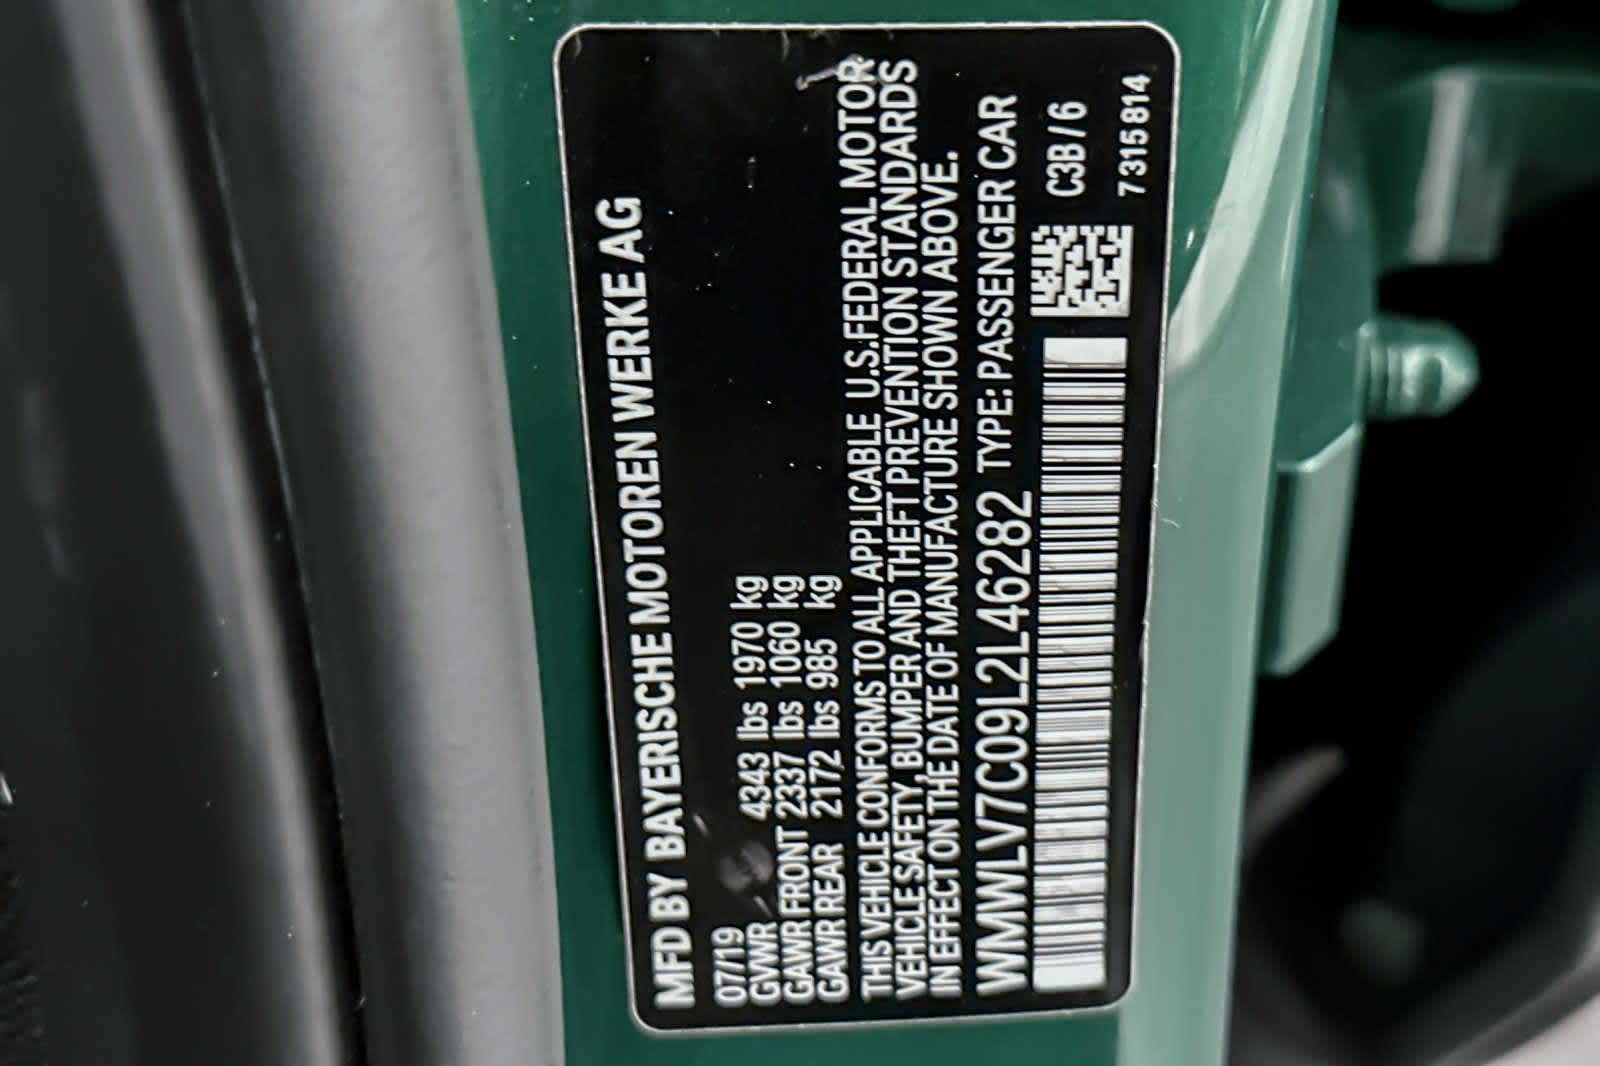 MFD BY BAYERISCHE MOTOREN WERKE AG
07/19
GVWR 4343 lbs 1970 kg
GAWR FRONT 2337 lbs 1060 kg
GAWR REAR 2172 lbs 985 kg
THIS VEHICLE CONFORMS TO ALL APPLICABLE U.S.FEDERAL MOTOR
VEHICLE SAFETY, BUMPER AND THEFT PREVENTION STANDARDS
IN EFFECT ON THE DATE OF MANUFACTURE SHOWN ABOVE.
WMWLV7C09L2L46282 TYPE: PASSENGER CAR
C3B / 6
7 315 814